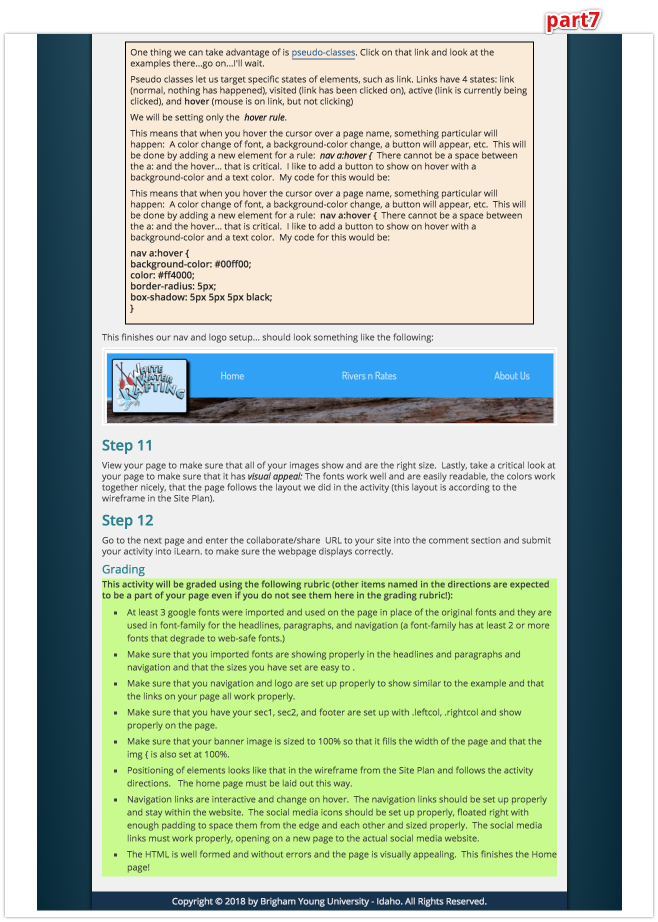 part7
One thing we can take advantage of is pseudo-classes. Click on that link and look at the
examples there...go on...I'll wait.
Pseudo classes let us target specific states of elements, such as link. Links have 4 states: link
(normal, nothing has happened), visited (link has been clicked on), active (link is currently being
clicked), and hover (mouse is on link, but not clicking)
We will be setting only the hover rule.
This means that when you hover the cursor over a page name, something particular will
happen: A color change of font, a background-color change, a button will appear, etc. This will
be done by adding a new element for a rule: nav a:hover { There cannot be a space between
the a: and the hover... that is critical. I like to add a button to show on hover with a
background-color and a text color. My code for this would be:
This means that when you hover the cursor over a page name, something particular will
happen: A color change of font, a background-color change, a button will appear, etc. This will
be done by adding a new element for a rule: nav a:hover { There cannot be a space between
the a: and the hover... that is critical. I like to add a button to show on hover with a
background-color and a text color. My code for this would be:
nav a:hover {
background-color: #00ff00;
color: #ff4000;
border-radius: 5px;
box-shadow: 5px 5px 5px black;
}
This finishes our nav and logo setup... should look something like the following:
WHITE
WATER
RAFTING
Home Rivers n Rates About Us
Step 11
View your page to make sure that all of your images show and are the right size. Lastly, take a critical look at
your page to make sure that it has visual appeal: The fonts work well and are easily readable, the colors work
together nicely, that the page follows the layout we did in the activity (this layout is according to the
wireframe in the Site Plan).
Step 12
Go to the next page and enter the collaborate/share URL to your site into the comment section and submit
your activity into iLearn. to make sure the webpage displays correctly.
Grading
This activity will be graded using the following rubric (other items named in the directions are expected
to be a part of your page even if you do not see them here in the grading rubric!):
▪ At least 3 google fonts were imported and used on the page in place of the original fonts and they are
used in font-family for the headlines, paragraphs, and navigation (a font-family has at least 2 or more
fonts that degrade to web-safe fonts.)
▪ Make sure that you imported fonts are showing properly in the headlines and paragraphs and
navigation and that the sizes you have set are easy to .
▪ Make sure that you navigation and logo are set up properly to show similar to the example and that
the links on your page all work properly.
▪ Make sure that you have your sec1, sec2, and footer are set up with .leftcol, .rightcol and show
properly on the page.
▪ Make sure that your banner image is sized to 100% so that it fills the width of the page and that the
img { is also set at 100%.
▪ Positioning of elements looks like that in the wireframe from the Site Plan and follows the activity
directions. The home page must be laid out this way.
▪ Navigation links are interactive and change on hover. The navigation links should be set up properly
and stay within the website. The social media icons should be set up properly, floated right with
enough padding to space them from the edge and each other and sized properly. The social media
links must work properly, opening on a new page to the actual social media website.
▪ The HTML is well formed and without errors and the page is visually appealing. This finishes the Home
page!
Copyright © 2018 by Brigham Young University - Idaho. All Rights Reserved.